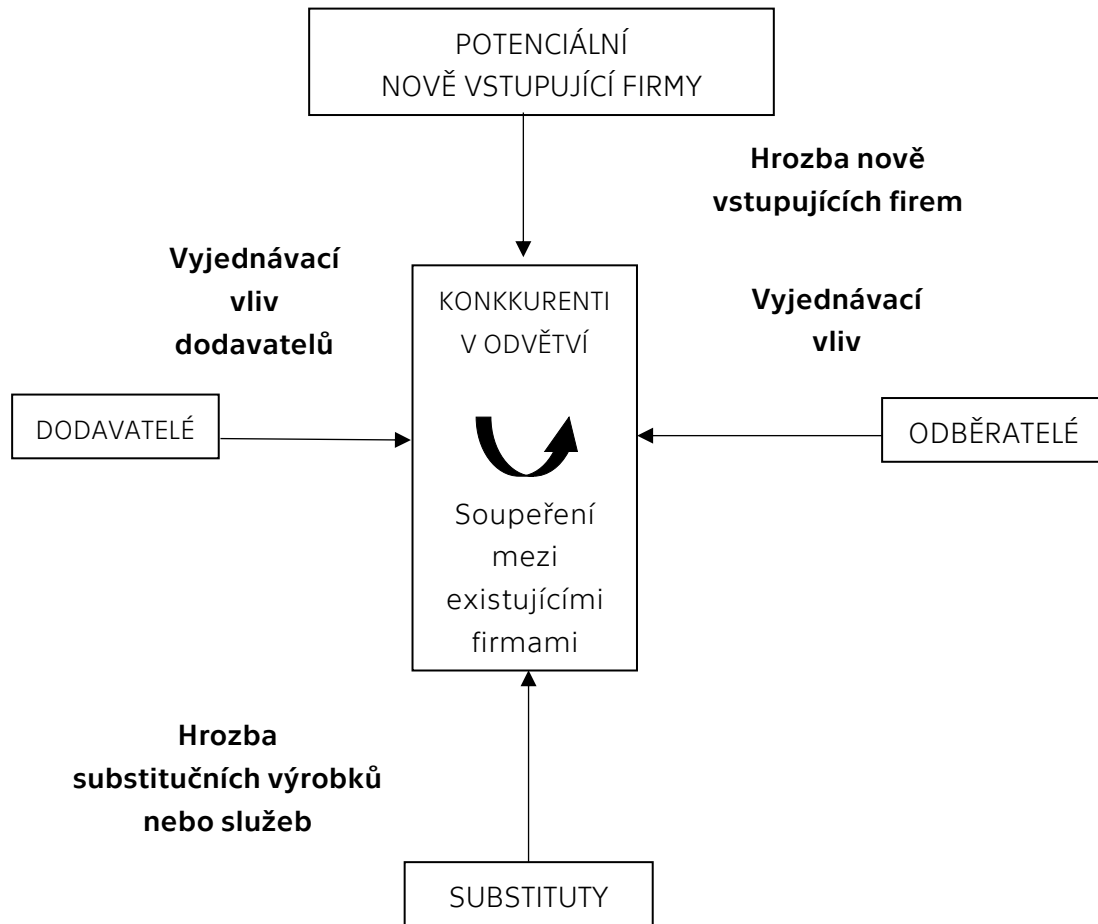 POTENCIÁLNÍ
NOVĚ VSTUPUJÍCÍ FIRMY
Hrozba nově
vstupujících firem
Vyjednávací
vliv
dodavatelů
KONKKURENTI
V ODVĚTVÍ
Vyjednávací
vliv
DODAVATELÉ
ODBĚRATELÉ
Soupeření
mezi
existujícími
firmami
Hrozba
substitučních výrobků
nebo služeb
SUBSTITUTY